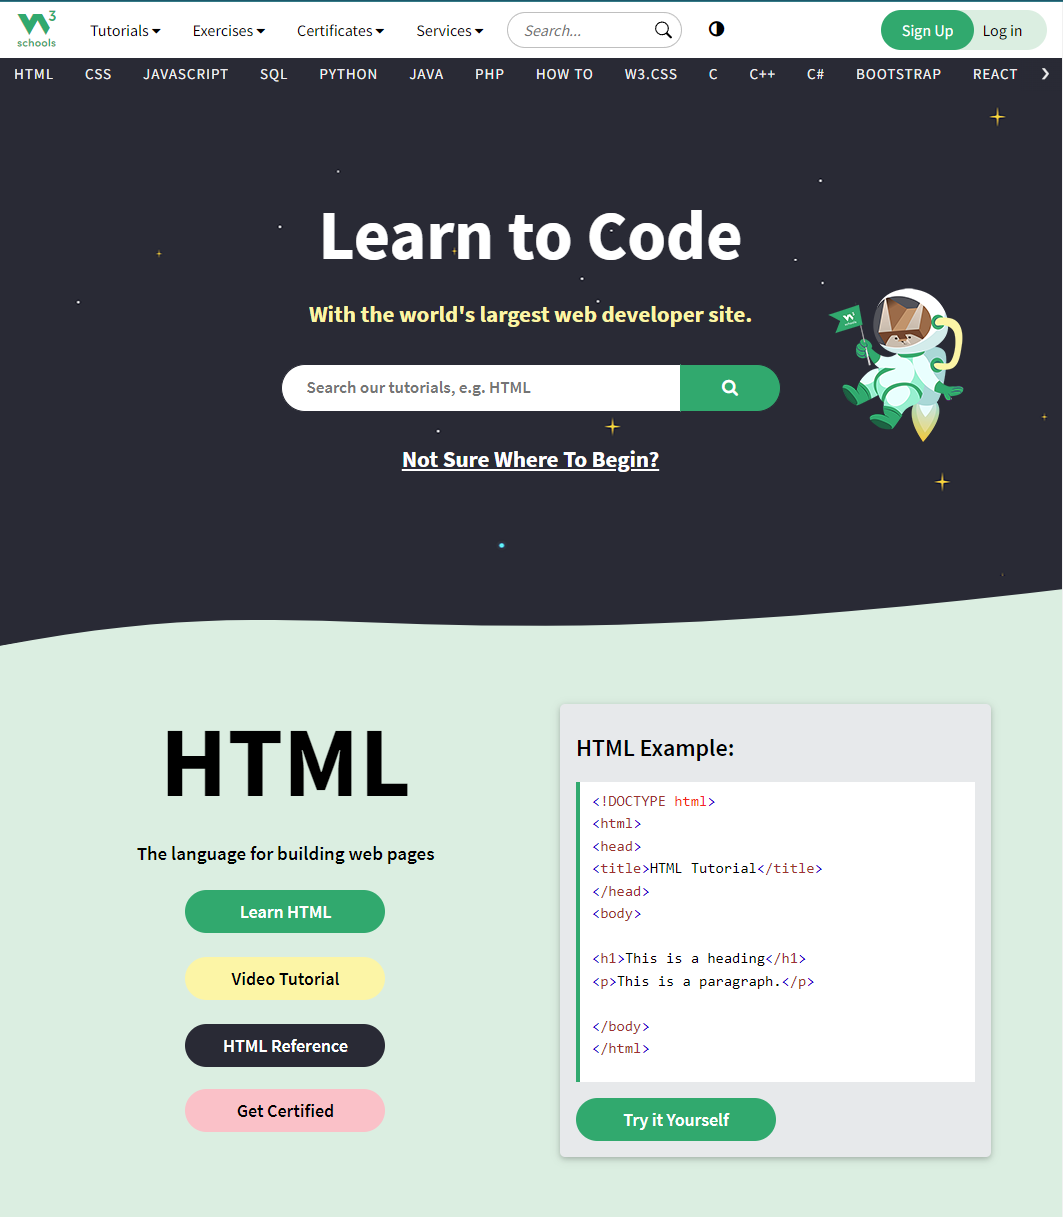 W3 schools
Tutorials Exercises Certificates Services Search... Sign Up Log in
HTML CSS JAVASCRIPT SQL PYTHON JAVA PHP HOW TO W3.CSS C C++ C# BOOTSTRAP REACT
Learn to Code
With the world's largest web developer site.
Search our tutorials, e.g. HTML
Not Sure Where To Begin?
HTML
The language for building web pages
Learn HTML
Video Tutorial
HTML Reference
Get Certified
HTML Example:
<!DOCTYPE html>
<html>
<head>
<title>HTML Tutorial</title>
</head>
<body>
<h1>This is a heading</h1>
<p>This is a paragraph.</p>
</body>
</html>
Try it Yourself